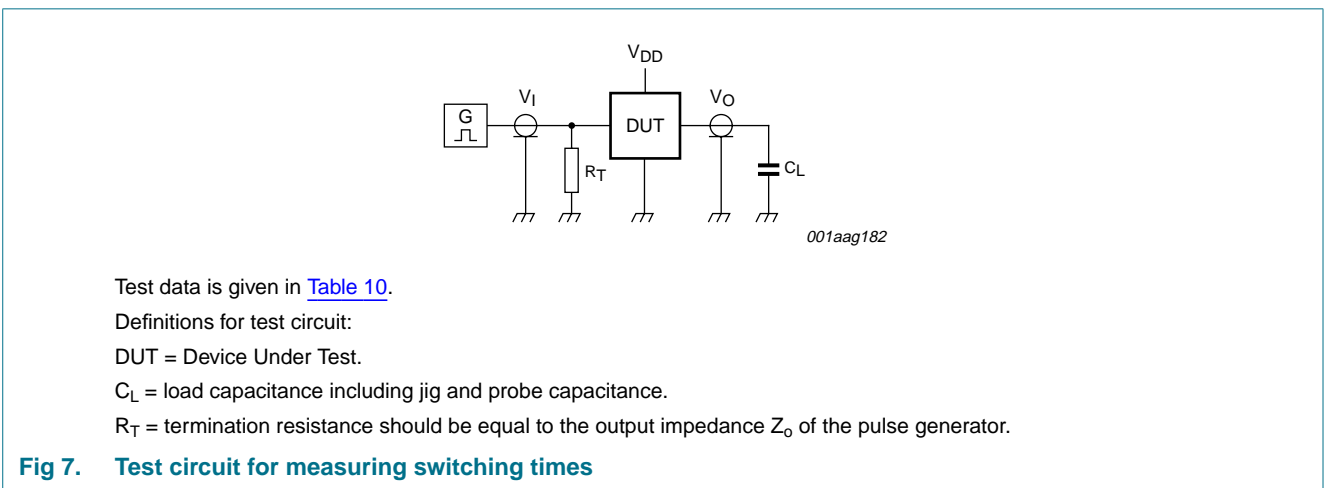 VDD
VI
VO
G
DUT
RT
CL
001aag182
Test data is given in Table 10.
Definitions for test circuit:
DUT = Device Under Test.
CL = load capacitance including jig and probe capacitance.
RT = termination resistance should be equal to the output impedance Zo of the pulse generator.
Fig 7. Test circuit for measuring switching times